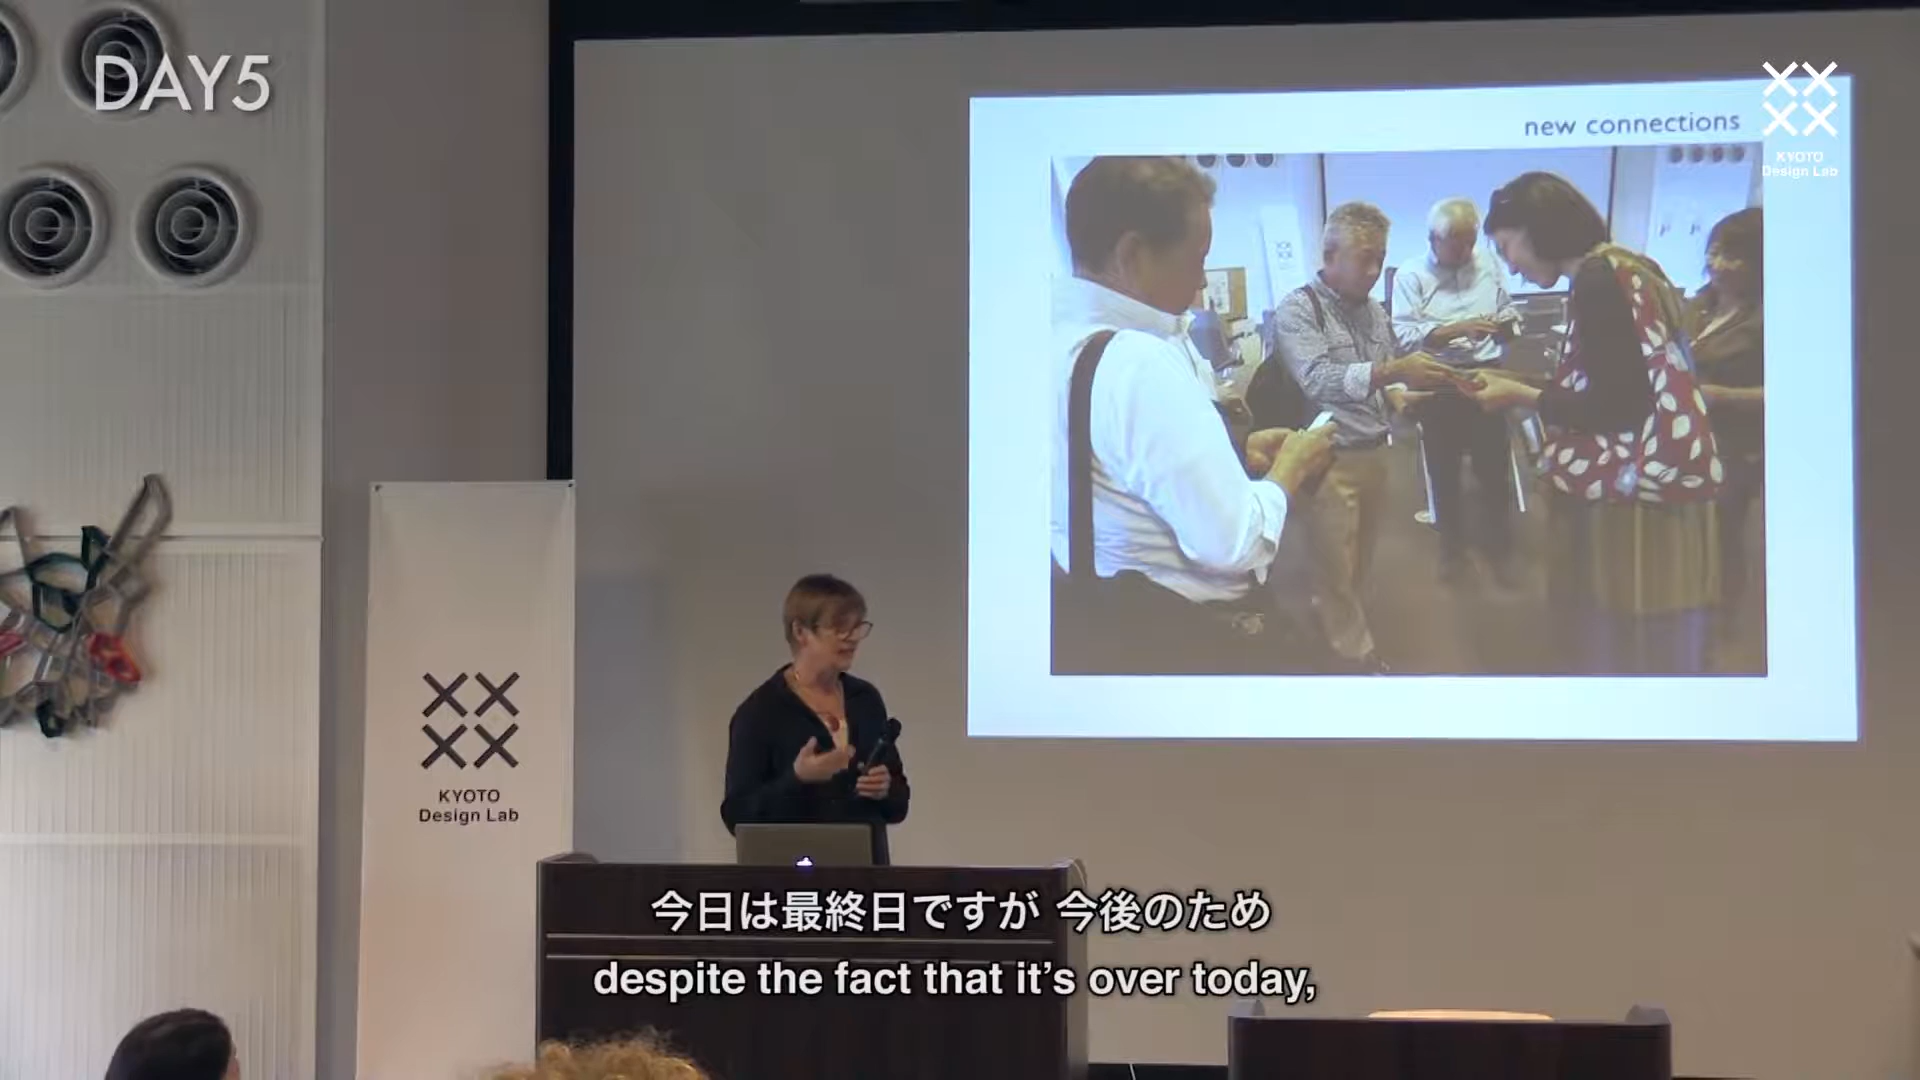 DAY5
new connections
KYOTO
Design Lab
KYOTO
Design Lab
今日は最終日ですが 今後のため
despite the fact that it's over today,